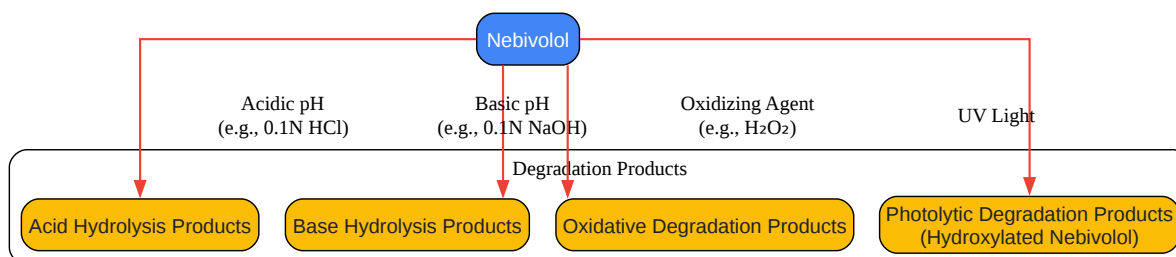 Nebivolol
Acidic pH
(e.g., 0.1N HCl)
Basic pH
(e.g., 0.1N NaOH)
Oxidizing Agent
(e.g., H₂O₂)
UV Light
Degradation Products
Acid Hydrolysis Products
Base Hydrolysis Products
Oxidative Degradation Products
Photolytic Degradation Products
(Hydroxylated Nebivolol)